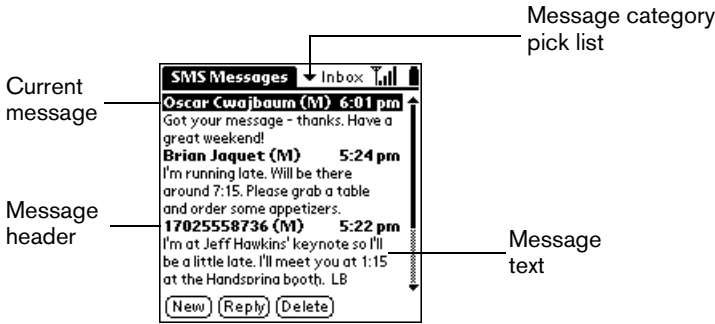 Message category
pick list
Current
message
SMS Messages Inbox
Oscar Cwajbaum (M) 6:01 pm
Got your message - thanks. Have a
great weekend!
Brian Jaquet (M) 5:24 pm
I'm running late. Will be there
around 7:15. Please grab a table
and order some appetizers.
Message
header
17025558736 (M) 5:22 pm
I'm at Jeff Hawkins' keynote so I'll
be a little late. I'll meet you at 1:15
at the Handspring booth. LB
Message
text
New Reply Delete